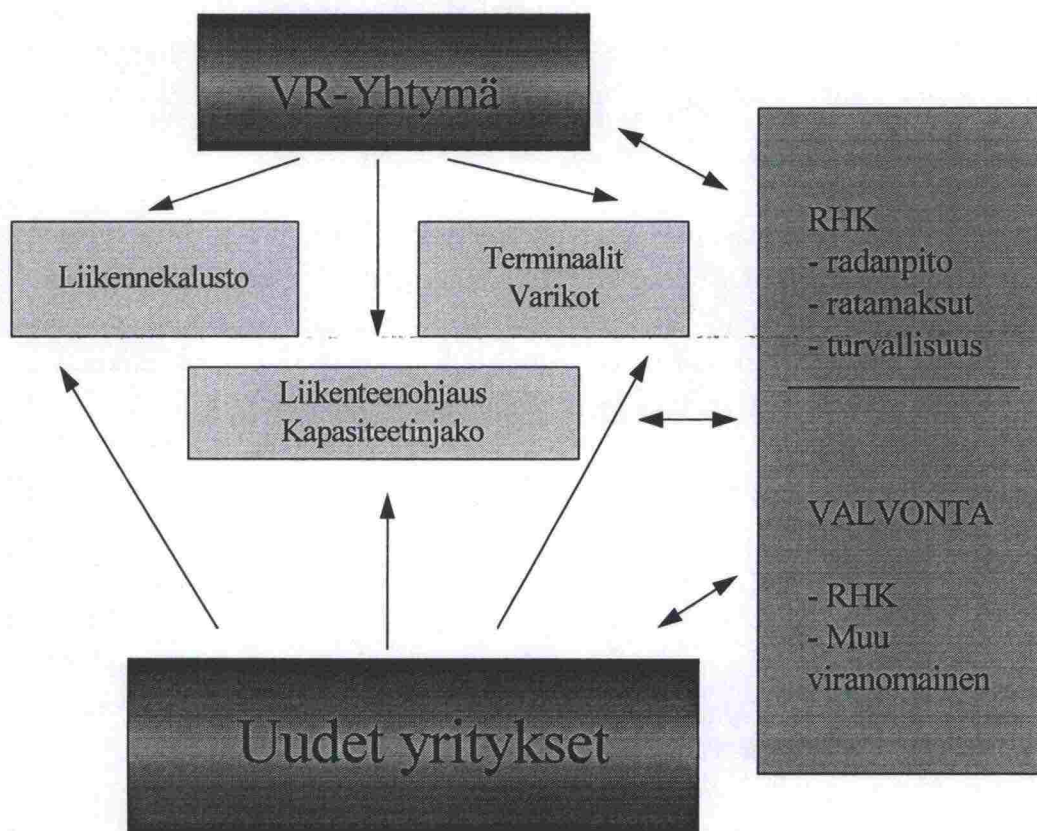 VR-Yhtymä
Liikennekalusto
Terminaalit
Varikot
Liikenteenohjaus
Kapasiteetinjako
RHK
- radanpito
- ratamaksut
- turvallisuus
VALVONTA
- RHK
- Muu
viranomainen
Uudet yritykset